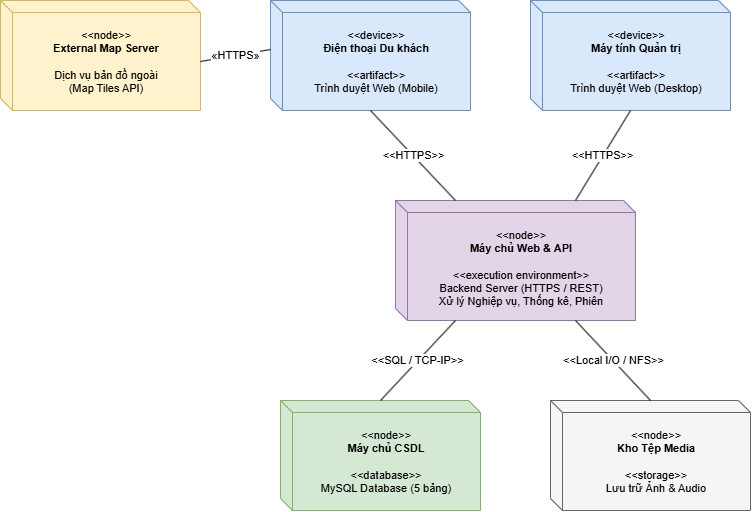 <<node>>
External Map Server
Dịch vụ bản đồ ngoài
(Map Tiles API)
«HTTPS»
<<device>>
Điện thoại Du khách
<<artifact>>
Trình duyệt Web (Mobile)
<<device>>
Máy tính Quản trị
<<artifact>>
Trình duyệt Web (Desktop)
<<HTTPS>>
<<HTTPS>>
<<node>>
Máy chủ Web & API
<<execution environment>>
Backend Server (HTTPS / REST)
Xử lý Nghiệp vụ, Thống kê, Phiên
<<SQL / TCP-IP>>
<<Local I/O / NFS>>
<<node>>
Máy chủ CSDL
<<database>>
MySQL Database (5 bảng)
<<node>>
Kho Tệp Media
<<storage>>
Lưu trữ Ảnh & Audio